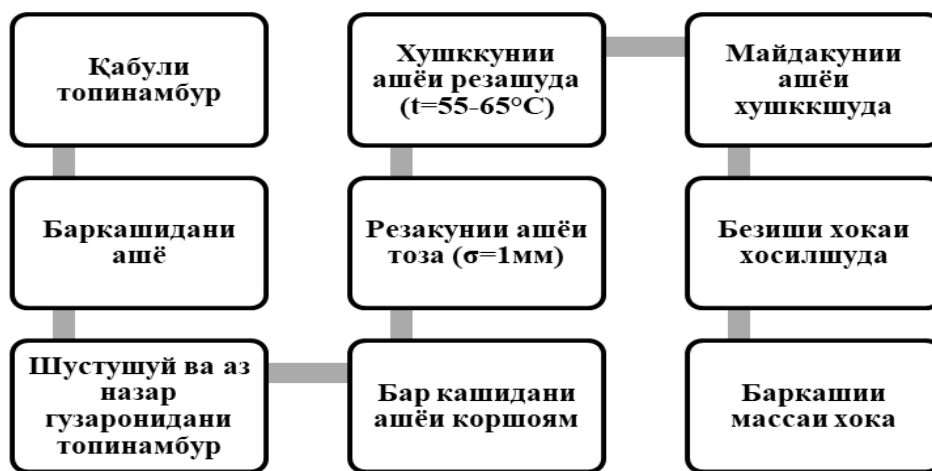 Қабули
топинамбур
Баркашидани
ашё
Шустушуй ва аз
назар
гузаронидани
топинамбур
Бар кашидани
ашёи коршоям
Резакунии ашёи
тоза (σ=1мм)
Хушккунии
ашёи резашуда
(t=55-65°C)
Майдакунии
ашёи
хушккшуда
Безиши хокаи
хосилшуда
Баркашии
массаи хока